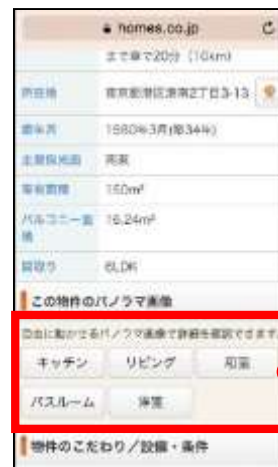 homes.co.jp
まで車で20分 (10km)
所在地 東京都港区港南2丁目3-13
築年月 1980年3月(築34年)
主要採光面 南東
専有面積 150m²
バルコニー面積 16.24m²
間取り 6LDK
この物件のパノラマ画像
自由に動かせるパノラマ画像で詳細を確認できます。
キッチン リビング 和室
バスルーム 洋室
物件のこだわり/設備・条件